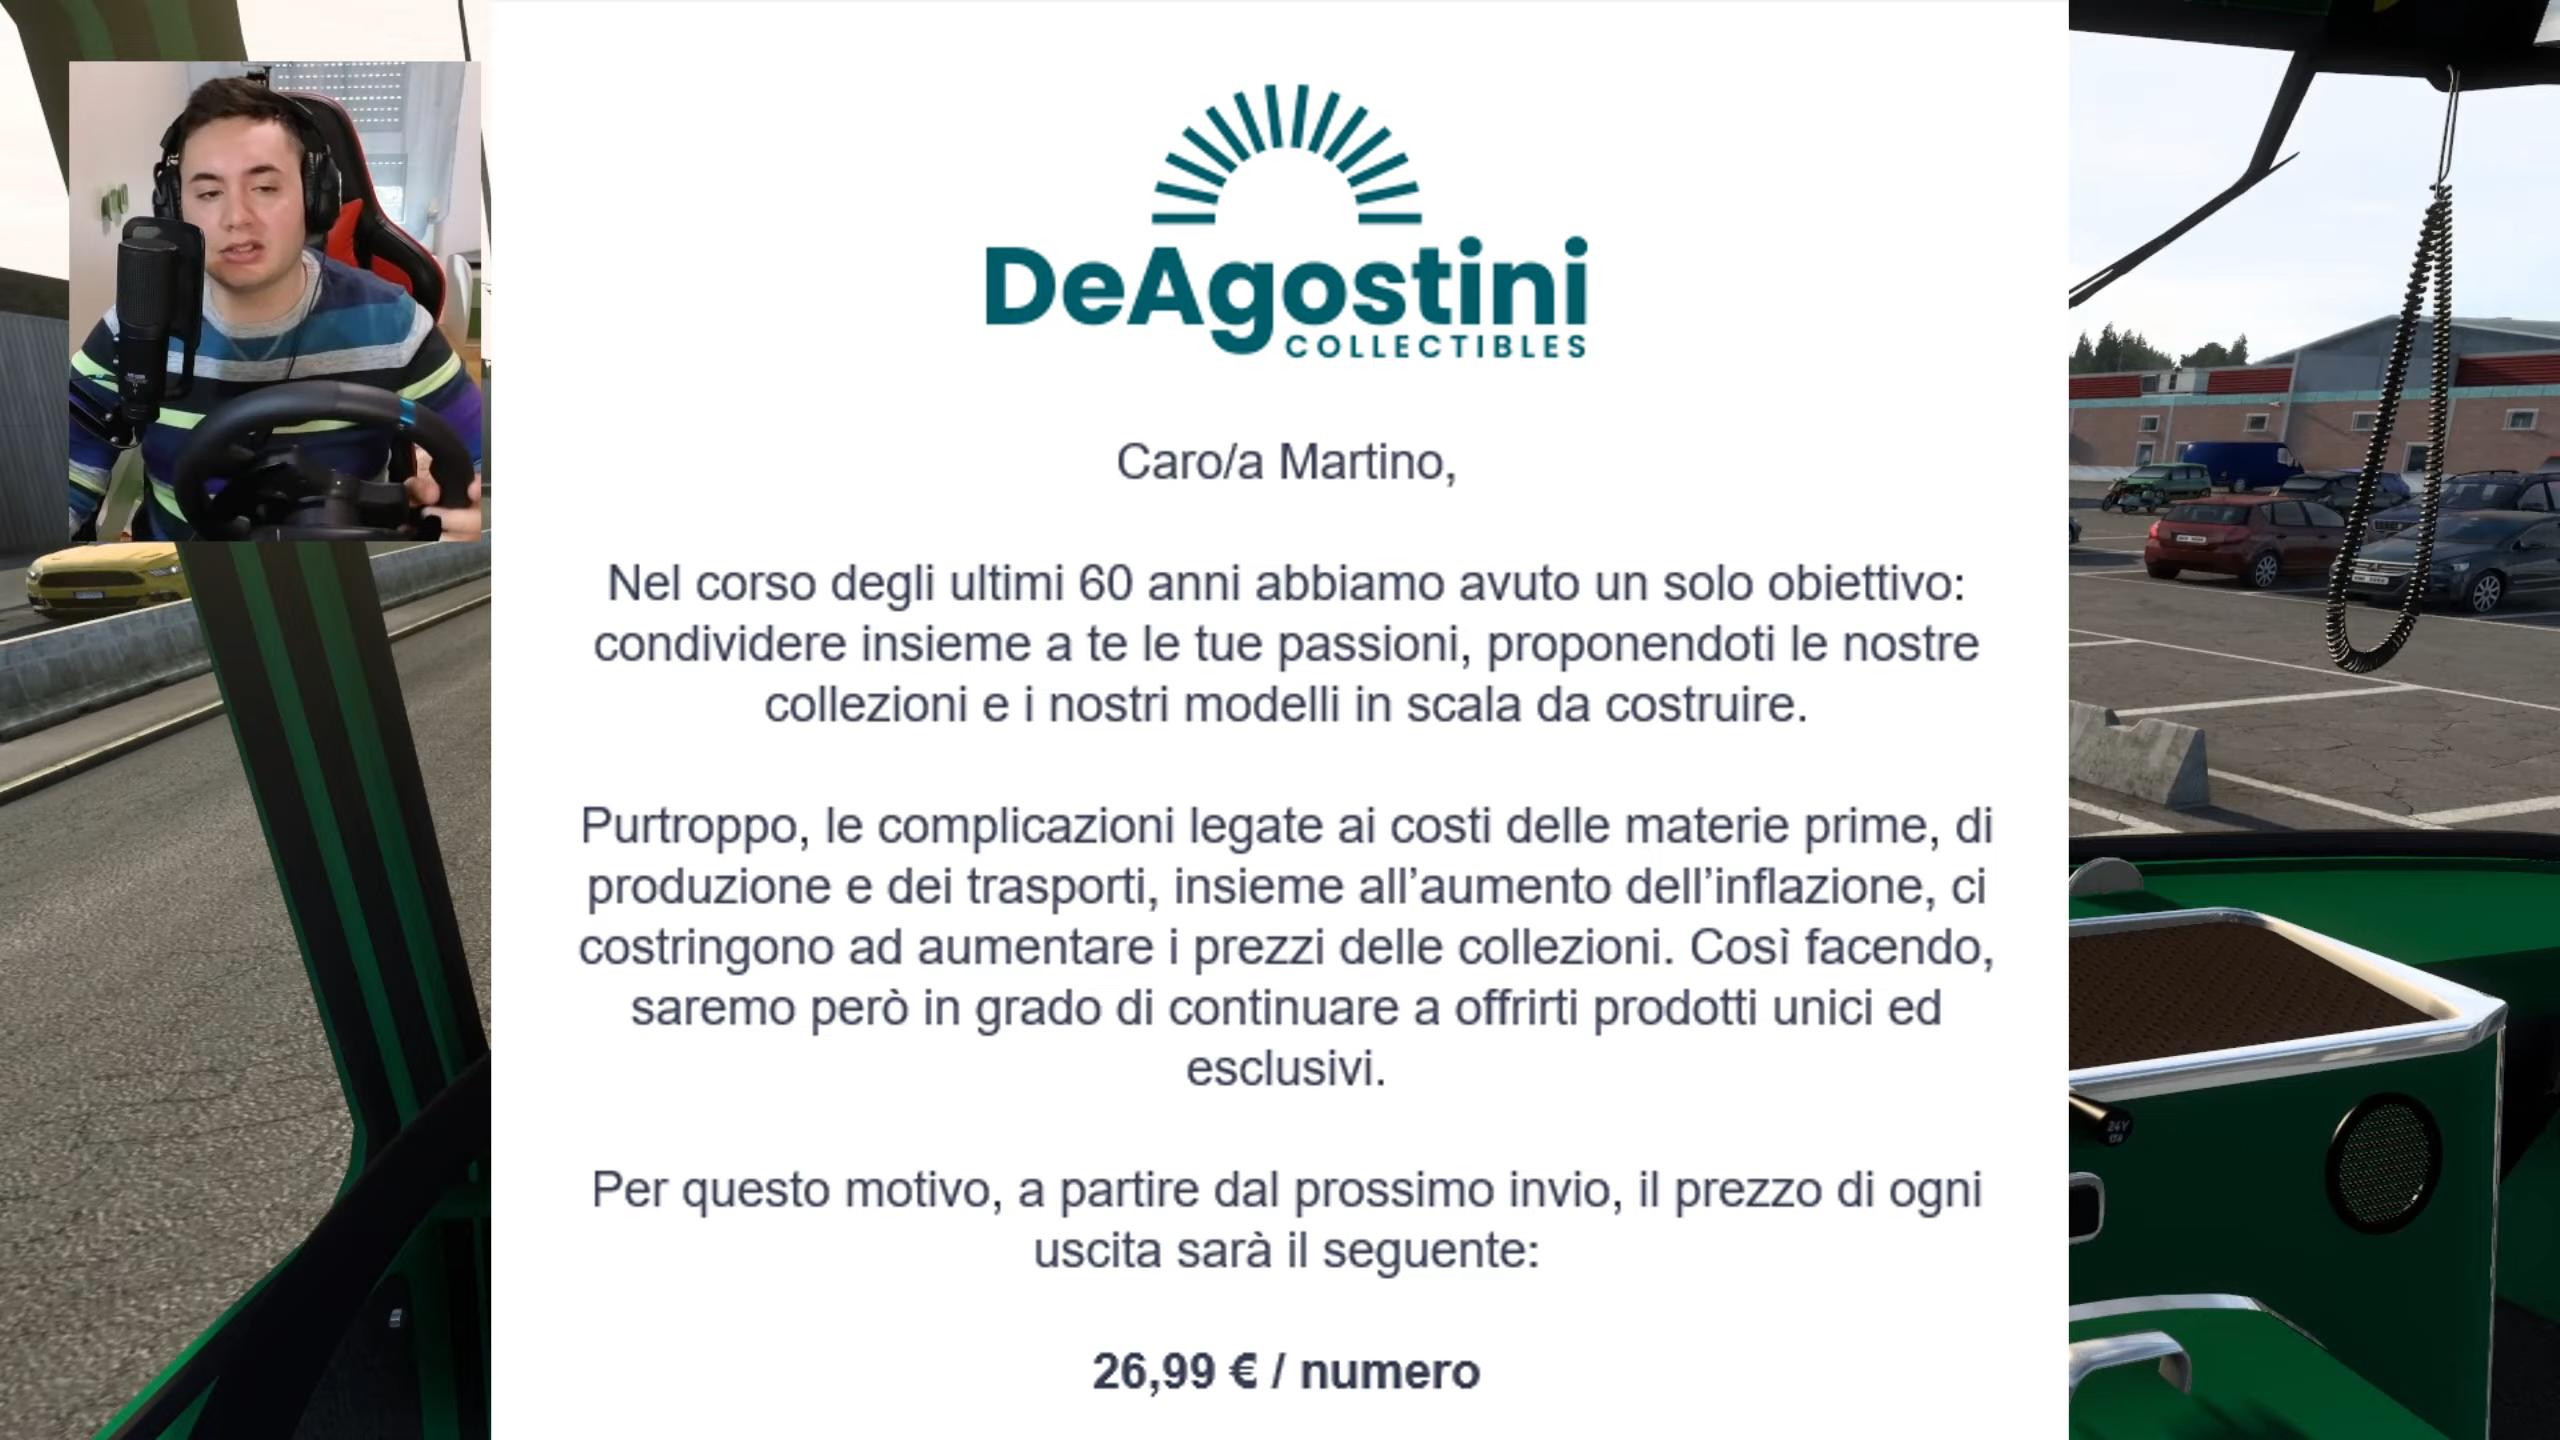 DeAgostini
COLLECTIBLES
Caro/a Martino,
Nel corso degli ultimi 60 anni abbiamo avuto un solo obiettivo:
condividere insieme a te le tue passioni, proponendoti le nostre
collezioni e i nostri modelli in scala da costruire.
Purtroppo, le complicazioni legate ai costi delle materie prime, di
produzione e dei trasporti, insieme all’aumento dell’inflazione, ci
costringono ad aumentare i prezzi delle collezioni. Così facendo,
saremo però in grado di continuare a offrirti prodotti unici ed
esclusivi.
Per questo motivo, a partire dal prossimo invio, il prezzo di ogni
uscita sarà il seguente:
26,99 € / numero
24V